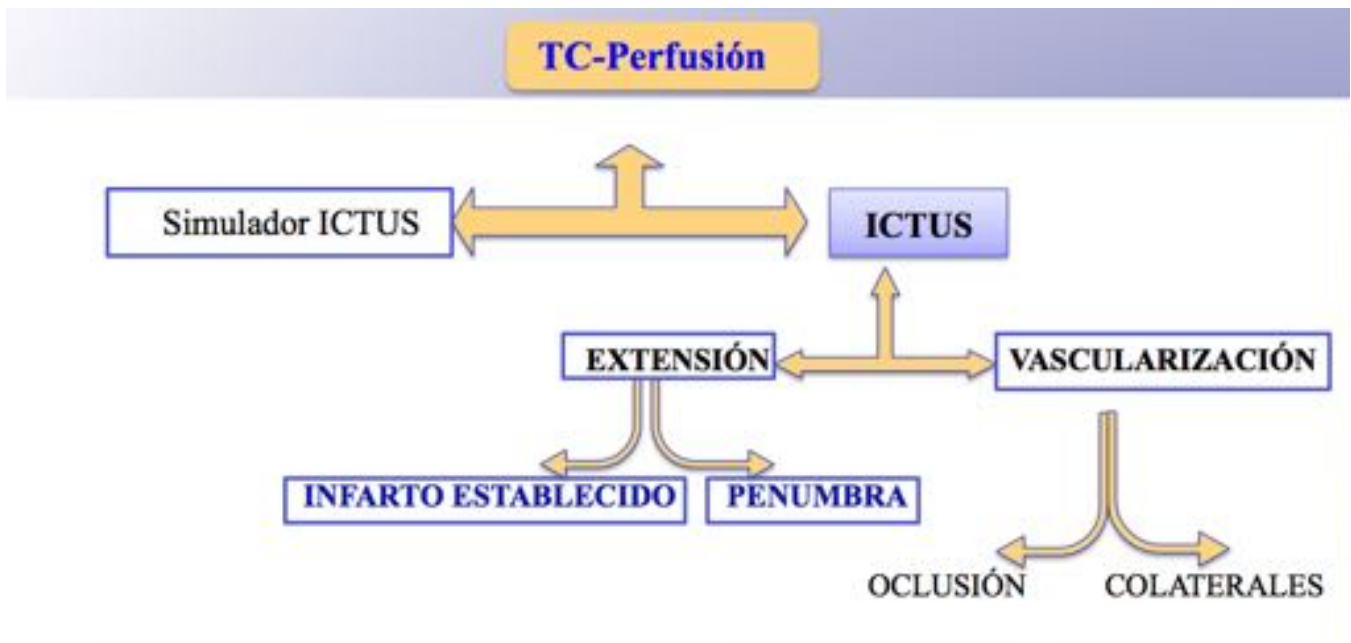 TC-Perfusión
Simulador ICTUS
ICTUS
EXTENSIÓN
VASCULARIZACIÓN
INFARTO ESTABLECIDO
PENUMBRA
OCLUSIÓN
COLATERALES